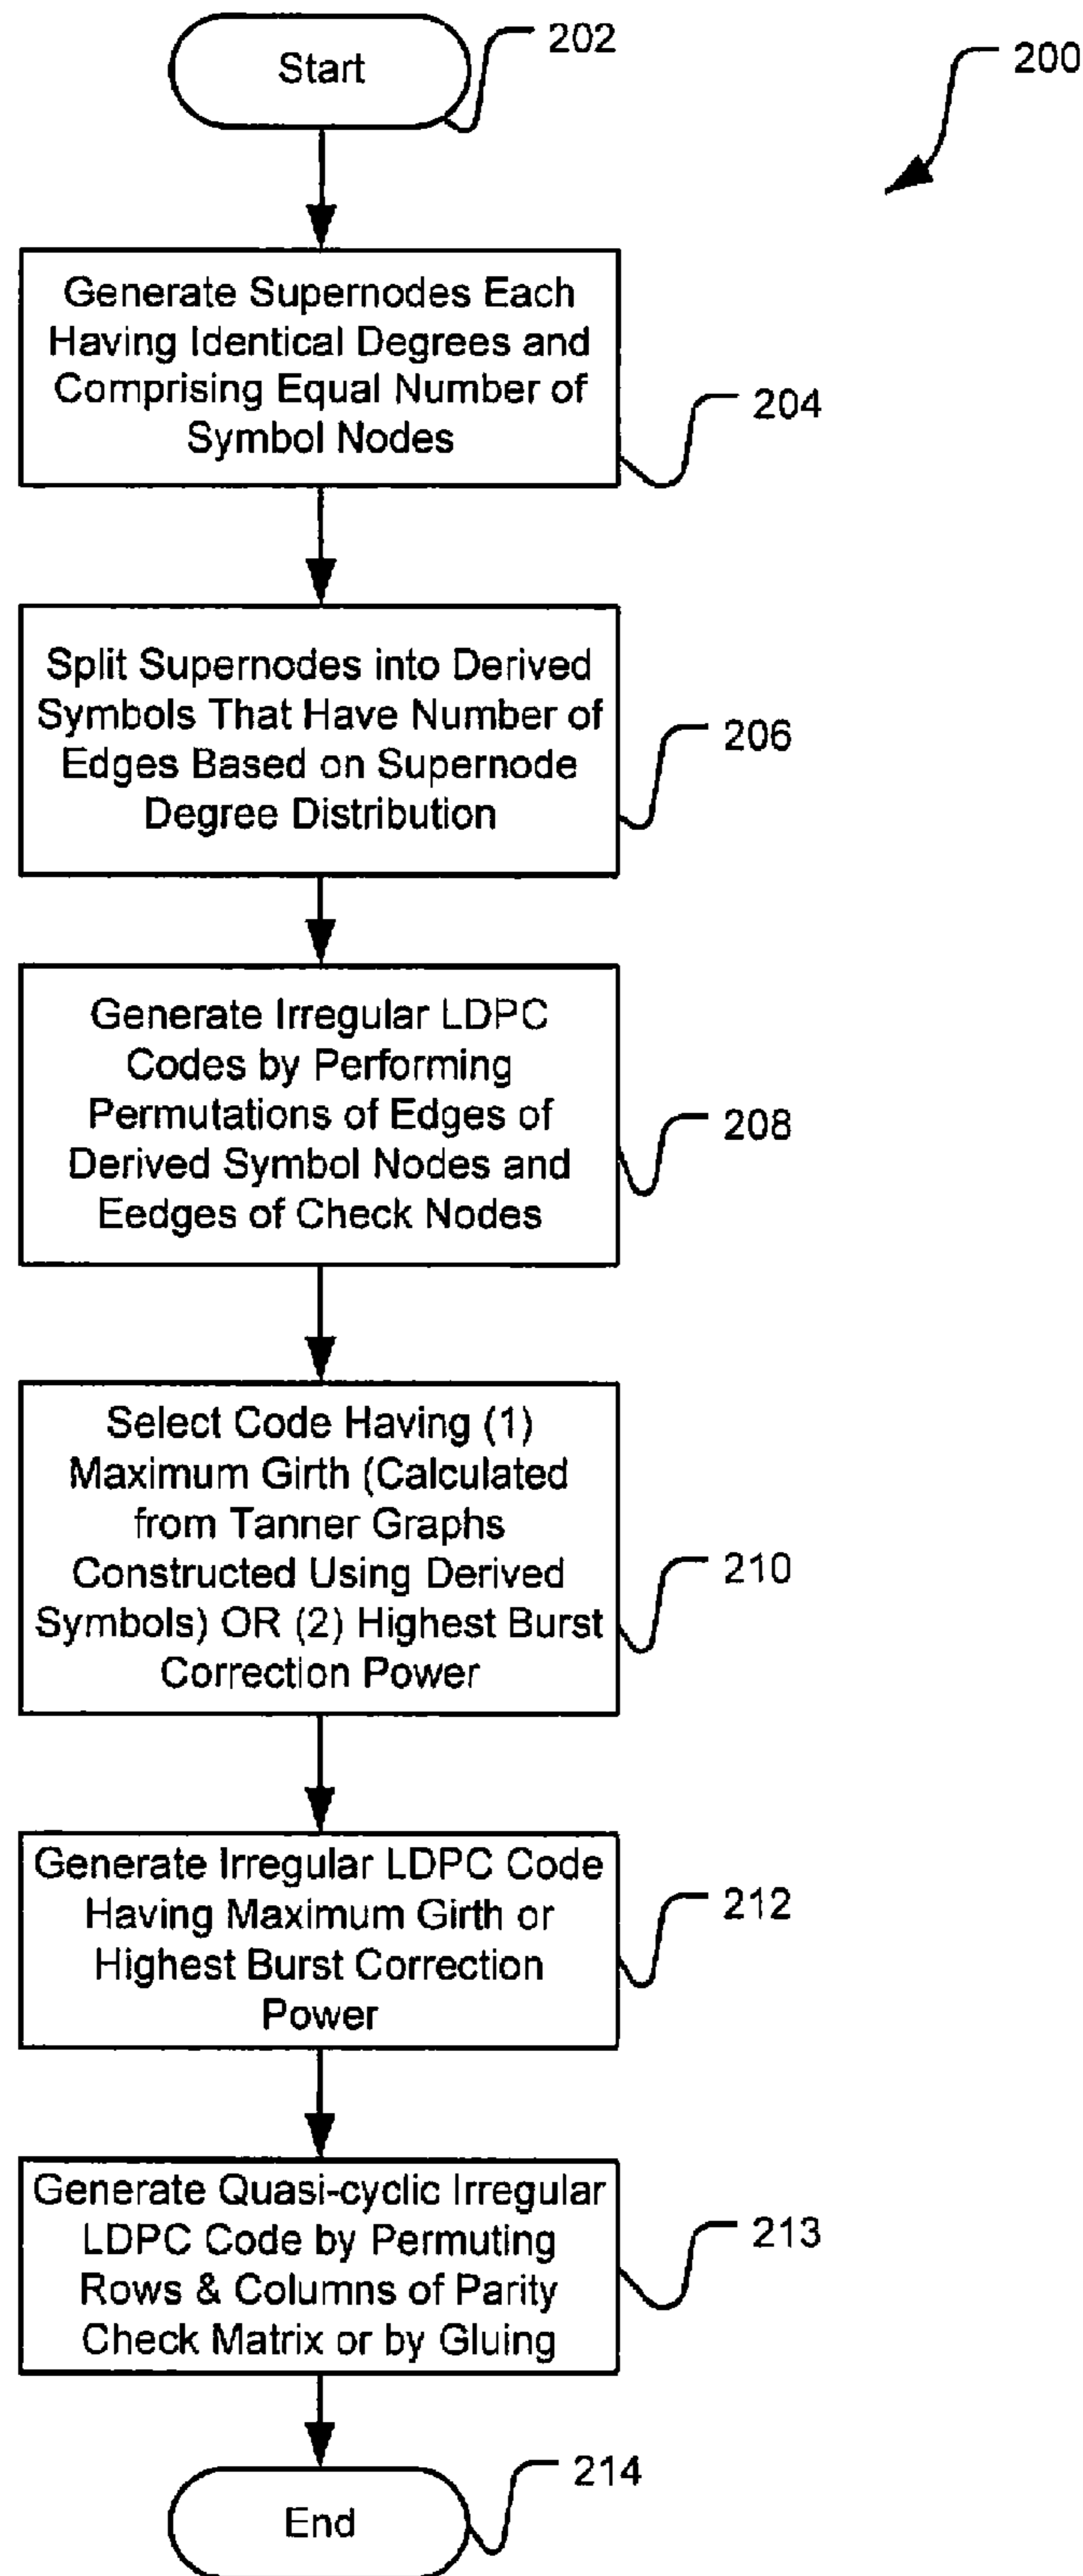 Start
202
200
Generate Supernodes Each
Having Identical Degrees and
Comprising Equal Number of
Symbol Nodes
204
Split Supernodes into Derived
Symbols That Have Number of
Edges Based on Supernode
Degree Distribution
206
Generate Irregular LDPC
Codes by Performing
Permutations of Edges of
Derived Symbol Nodes and
Eedges of Check Nodes
208
Select Code Having (1)
Maximum Girth (Calculated
from Tanner Graphs
Constructed Using Derived
Symbols) OR (2) Highest Burst
Correction Power
210
Generate Irregular LDPC Code
Having Maximum Girth or
Highest Burst Correction
Power
212
Generate Quasi-cyclic Irregular
LDPC Code by Permuting
Rows & Columns of Parity
Check Matrix or by Gluing
213
End
214